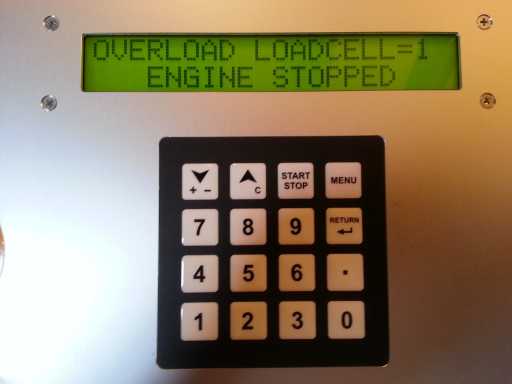 OVERLOAD LOADCELL=1
ENGINE STOPPED
+ -
C
START
STOP
MENU
7
8
9
RETURN
4
5
6
.
1
2
3
0